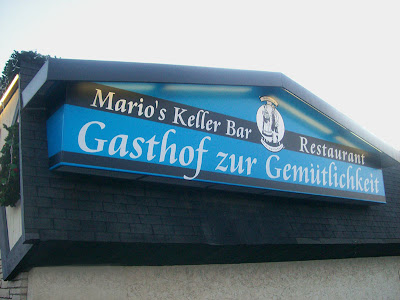 Mario's Keller Bar Restaurant
Gasthof zur Gemütlichkeit